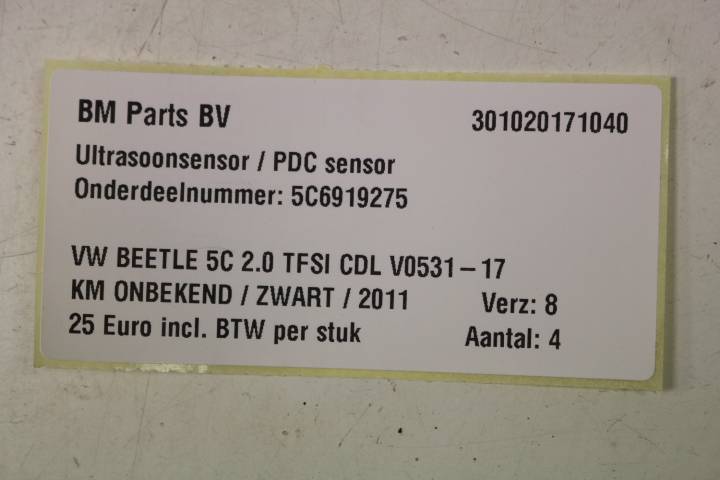 BM Parts BV 301020171040
Ultrasoonsensor / PDC sensor
Onderdeelnummer: 5C6919275
VW BEETLE 5C 2.0 TFSI CDL V0531 – 17
KM ONBEKEND / ZWART / 2011 Verz: 8
25 Euro incl. BTW per stuk Aantal: 4